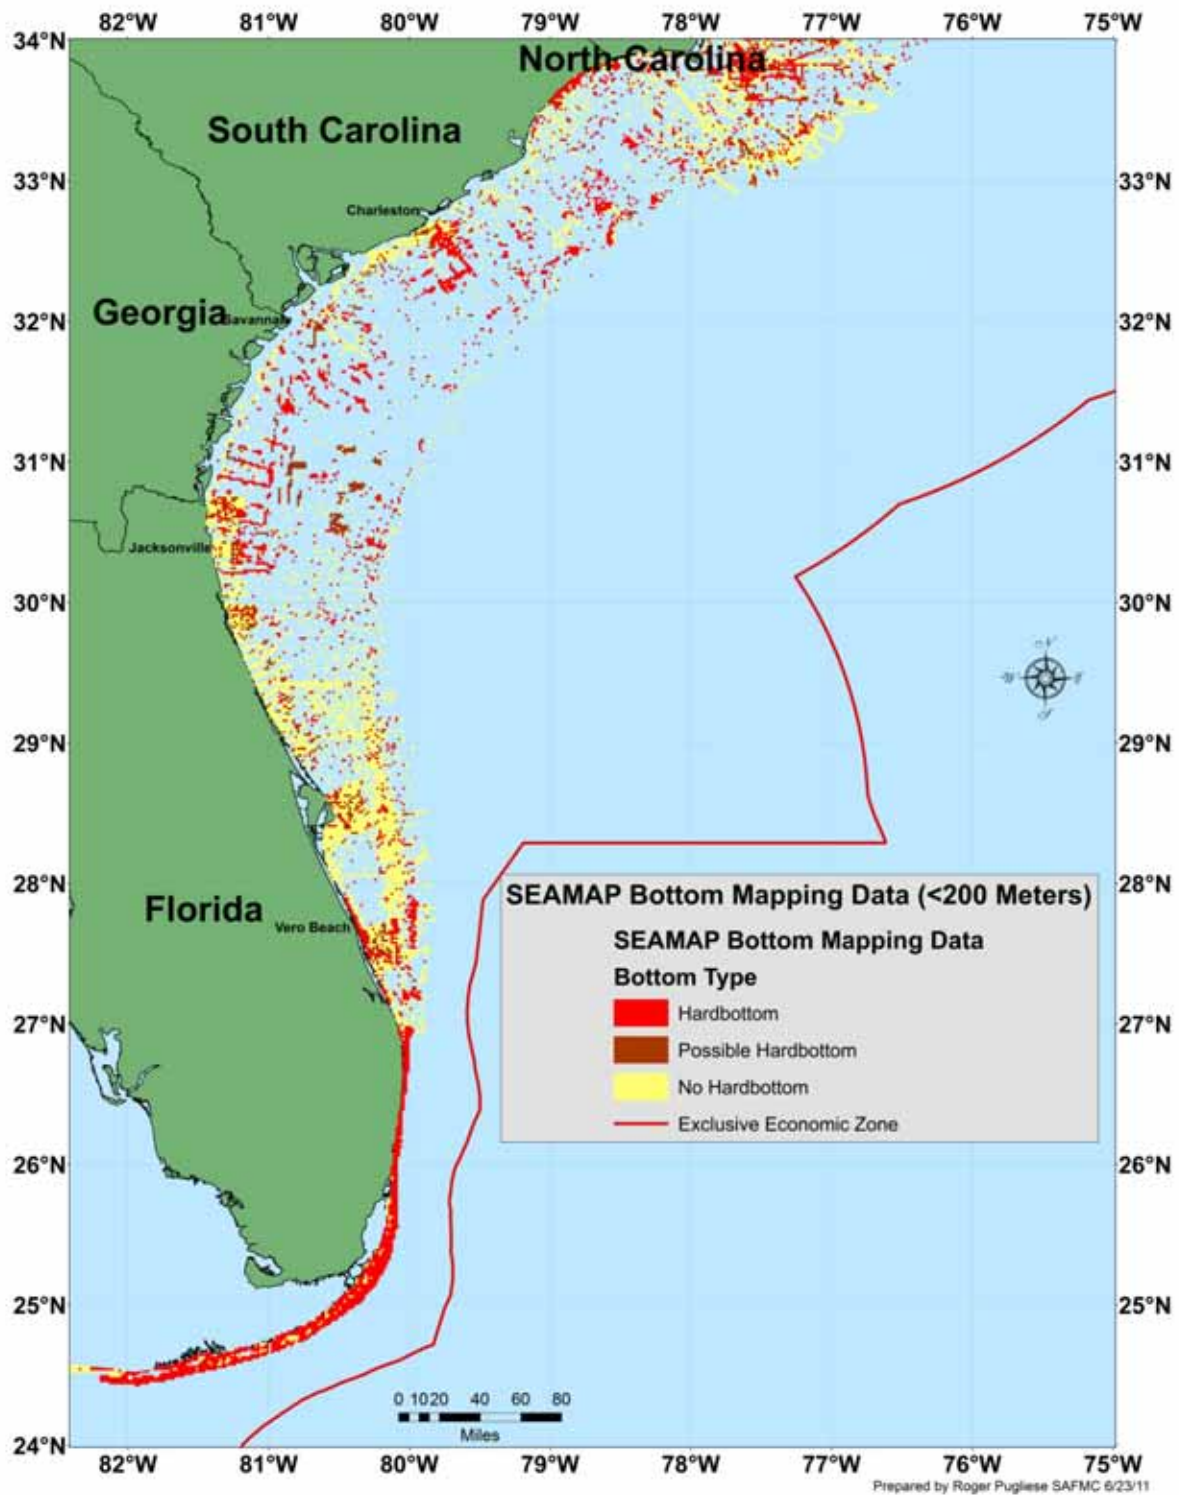 82°W 81°W 80°W 79°W 78°W 77°W 76°W 75°W
34°N
North Carolina
South Carolina
33°N 33°N
Charleston
Georgia
Savannah
32°N 32°N
31°N 31°N
Jacksonville
30°N 30°N
N
W E
S
29°N 29°N
28°N 28°N
SEAMAP Bottom Mapping Data (<200 Meters)
Florida
Vero Beach
SEAMAP Bottom Mapping Data
Bottom Type
Hardbottom
27°N 27°N
Possible Hardbottom
No Hardbottom
Exclusive Economic Zone
26°N 26°N
25°N 25°N
0 10 20 40 60 80
Miles
24°N
82°W 81°W 80°W 79°W 78°W 77°W 76°W 75°W
Prepared by Roger Pugliese SAFMC 6/23/11